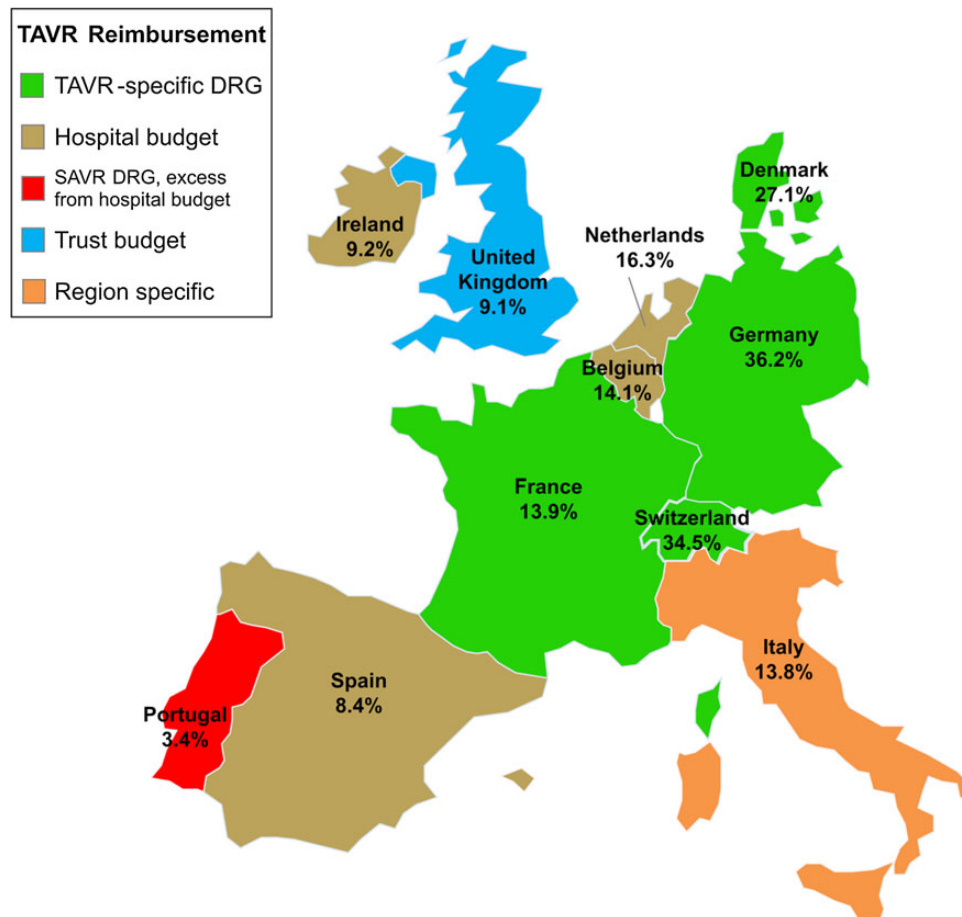 TAVR Reimbursement
TAVR-specific DRG
Hospital budget
SAVR DRG, excess
from hospital budget
Trust budget
Region specific
Denmark
27.1%
Ireland
9.2%
Netherlands
16.3%
United
Kingdom
9.1%
Germany
36.2%
Belgium
14.1%
France
13.9%
Switzerland
34.5%
Italy
13.8%
Spain
8.4%
Portugal
3.4%